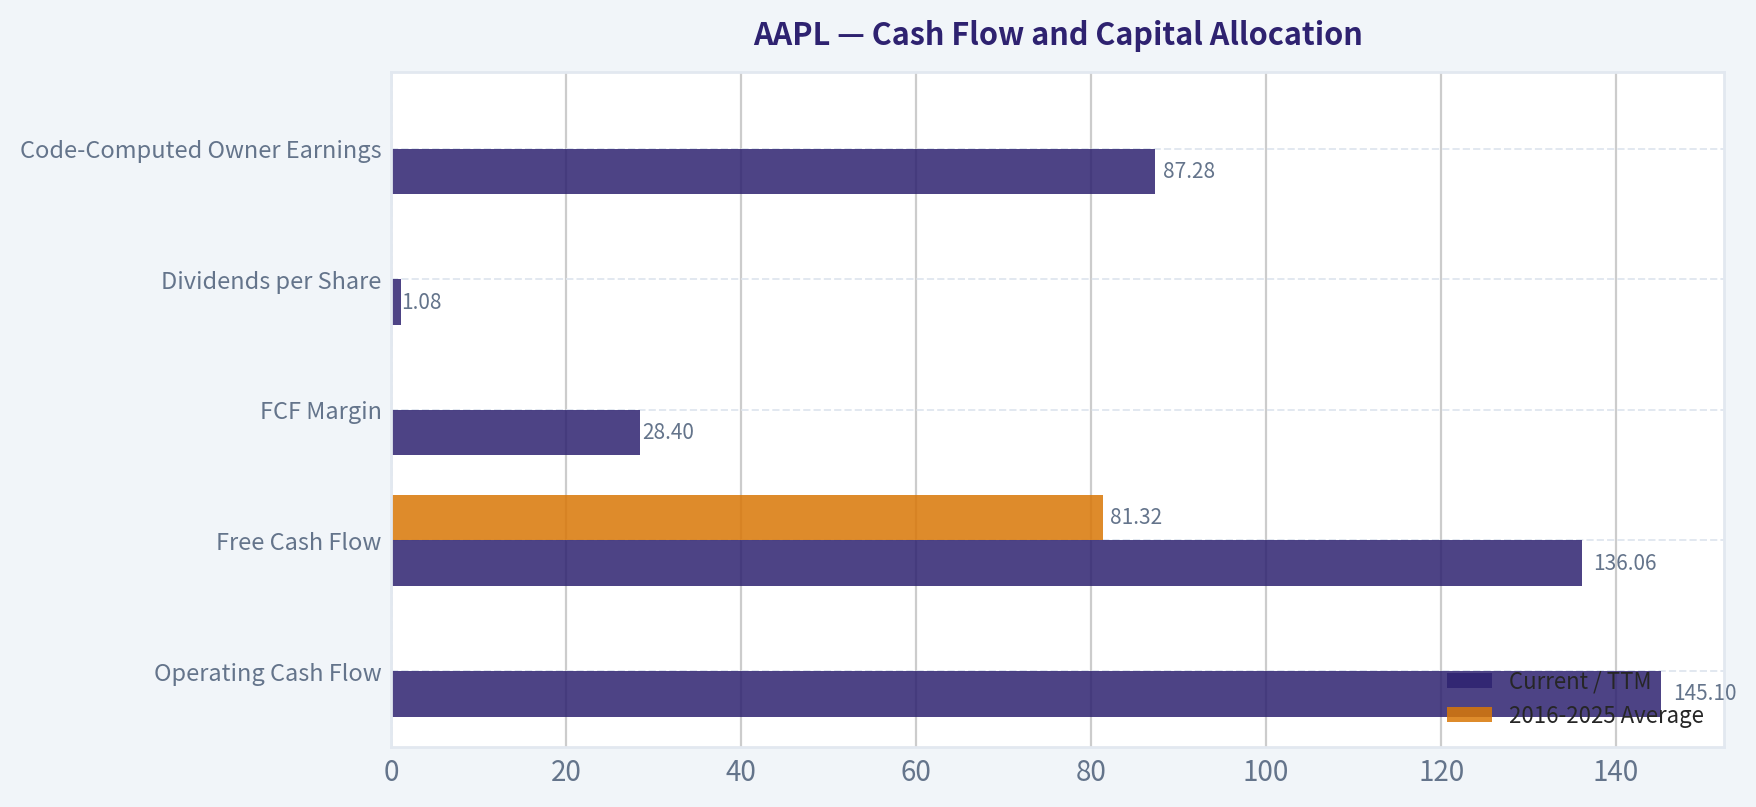 AAPL — Cash Flow and Capital Allocation
Code-Computed Owner Earnings
87.28
Dividends per Share
1.08
FCF Margin
28.40
81.32
Free Cash Flow
136.06
Operating Cash Flow
145.10
Current / TTM
2016-2025 Average
0 20 40 60 80 100 120 140